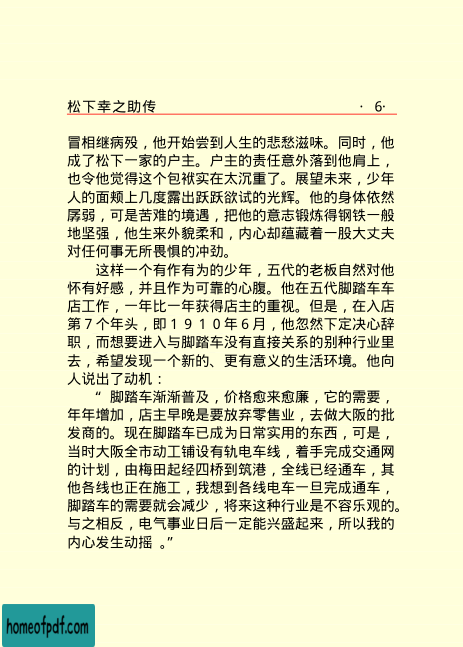 松下幸之助传 · 6·
冒相继病殁，他开始尝到人生的悲愁滋味。同时，他
成了松下一家的户主。户主的责任意外落到他肩上，
也令他觉得这个包袱实在太沉重了。展望未来，少年
人的面颊上几度露出跃跃欲试的光辉。他的身体依然
孱弱，可是苦难的境遇，把他的意志锻炼得钢铁一般
地坚强，他生来外貌柔和，内心却蕴藏着一股大丈夫
对任何事无所畏惧的冲劲。
这样一个有作有为的少年，五代的老板自然对他
怀有好感，并且作为可靠的心腹。他在五代脚踏车车
店工作，一年比一年获得店主的重视。但是，在入店
第７个年头，即１９１０年６月，他忽然下定决心辞
职，而想要进入与脚踏车没有直接关系的别种行业里
去，希望发现一个新的、更有意义的生活环境。他向
人说出了动机：
“ 脚踏车渐渐普及，价格愈来愈廉，它的需要，
年年增加，店主早晚是要放弃零售业，去做大阪的批
发商的。现在脚踏车已成为日常实用的东西，可是，
当时大阪全市动工铺设有轨电车线，着手完成交通网
的计划，由梅田起经四桥到筑港，全线已经通车，其
他各线也正在施工，我想到各线电车一旦完成通车，
脚踏车的需要就会减少，将来这种行业是不容乐观的。
与之相反，电气事业日后一定能兴盛起来，所以我的
内心发生动摇 。”
homeofpdf.com